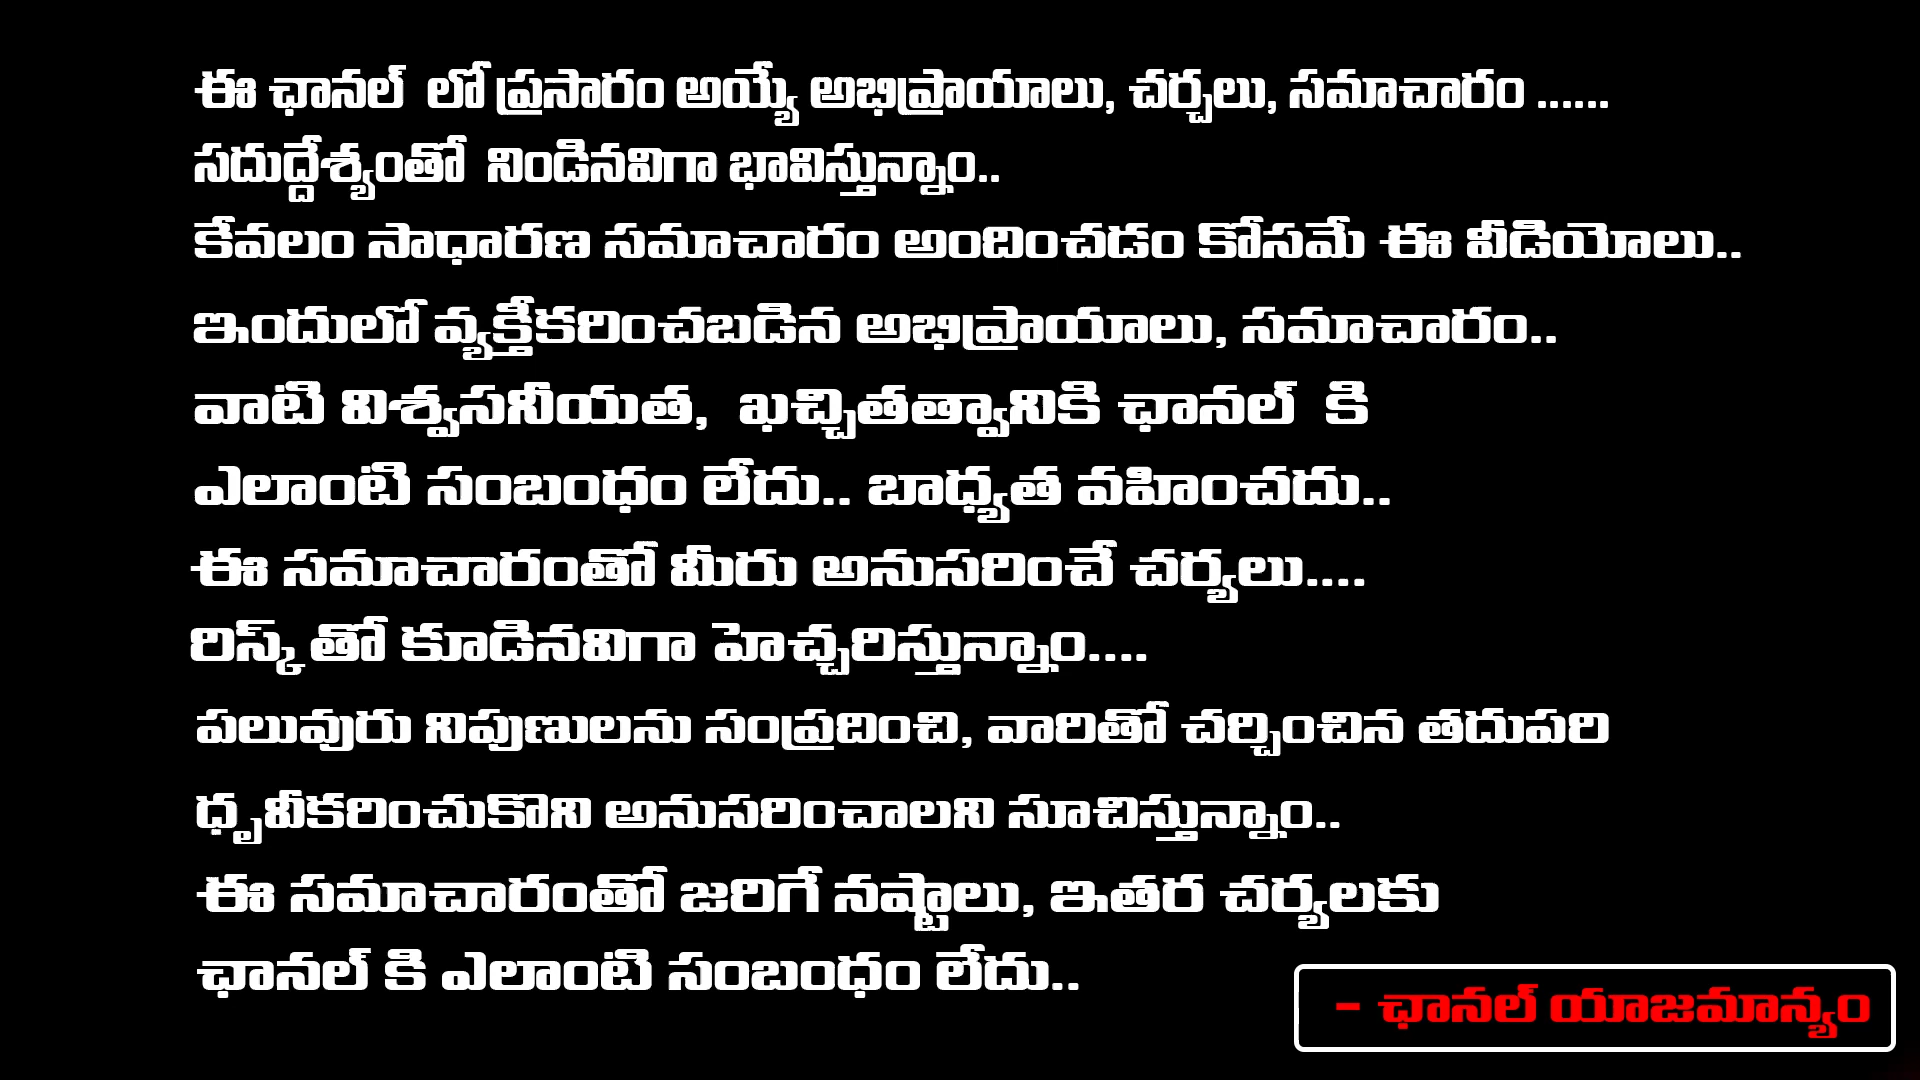 ఈ ఛానల్ లో ప్రసారం అయ్యే అభిప్రాయాలు, చర్చలు, సమాచారం ......
సదుద్దేశ్యంతో నిండినవిగా భావిస్తున్నాం..
కేవలం సాధారణ సమాచారం అందించడం కోసమే ఈ వీడియోలు..
ఇందులో వ్యక్తీకరించబడిన అభిప్రాయాలు, సమాచారం..
వాటి విశ్వసనీయత, ఖచ్చితత్వానికి ఛానల్ కి
ఎలాంటి సంబంధం లేదు.. బాధ్యత వహించదు..
ఈ సమాచారంతో మీరు అనుసరించే చర్యలు....
రిస్క్ తో కూడినవిగా హెచ్చరిస్తున్నాం....
పలువురు నిపుణులను సంప్రదించి, వారితో చర్చించిన తదుపరి
ధృవీకరించుకొని అనుసరించాలని సూచిస్తున్నాం..
ఈ సమాచారంతో జరిగే నష్టాలు, ఇతర చర్యలకు
ఛానల్ కి ఎలాంటి సంబంధం లేదు..
- ఛానల్ యాజమాన్యం